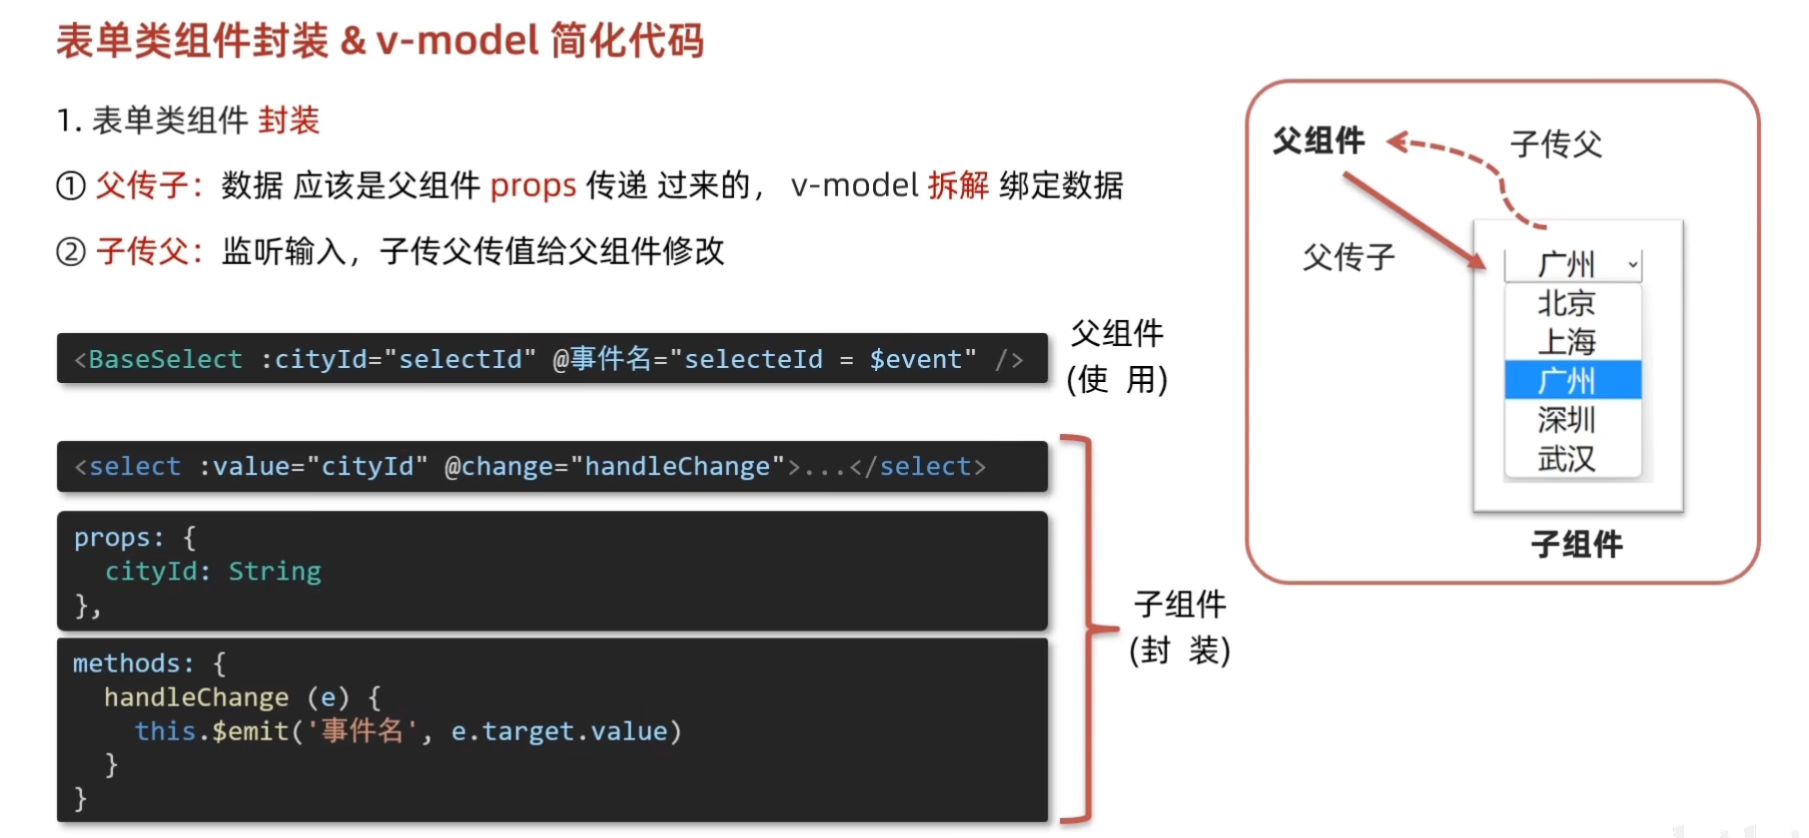 表单类组件封装 & v-model 简化代码
1. 表单类组件 封装
① 父传子：数据 应该是父组件 props 传递 过来的， v-model 拆解 绑定数据
② 子传父：监听输入，子传父传值给父组件修改
<BaseSelect :cityId="selectId" @事件名="selecteId = $event" />
父组件
(使 用)
<select :value="cityId" @change="handleChange">...</select>
props: {
  cityId: String
},
methods: {
  handleChange (e) {
    this.$emit('事件名', e.target.value)
  }
}
子组件
(封 装)
父组件
子传父
父传子
广州
北京
上海
广州
深圳
武汉
子组件